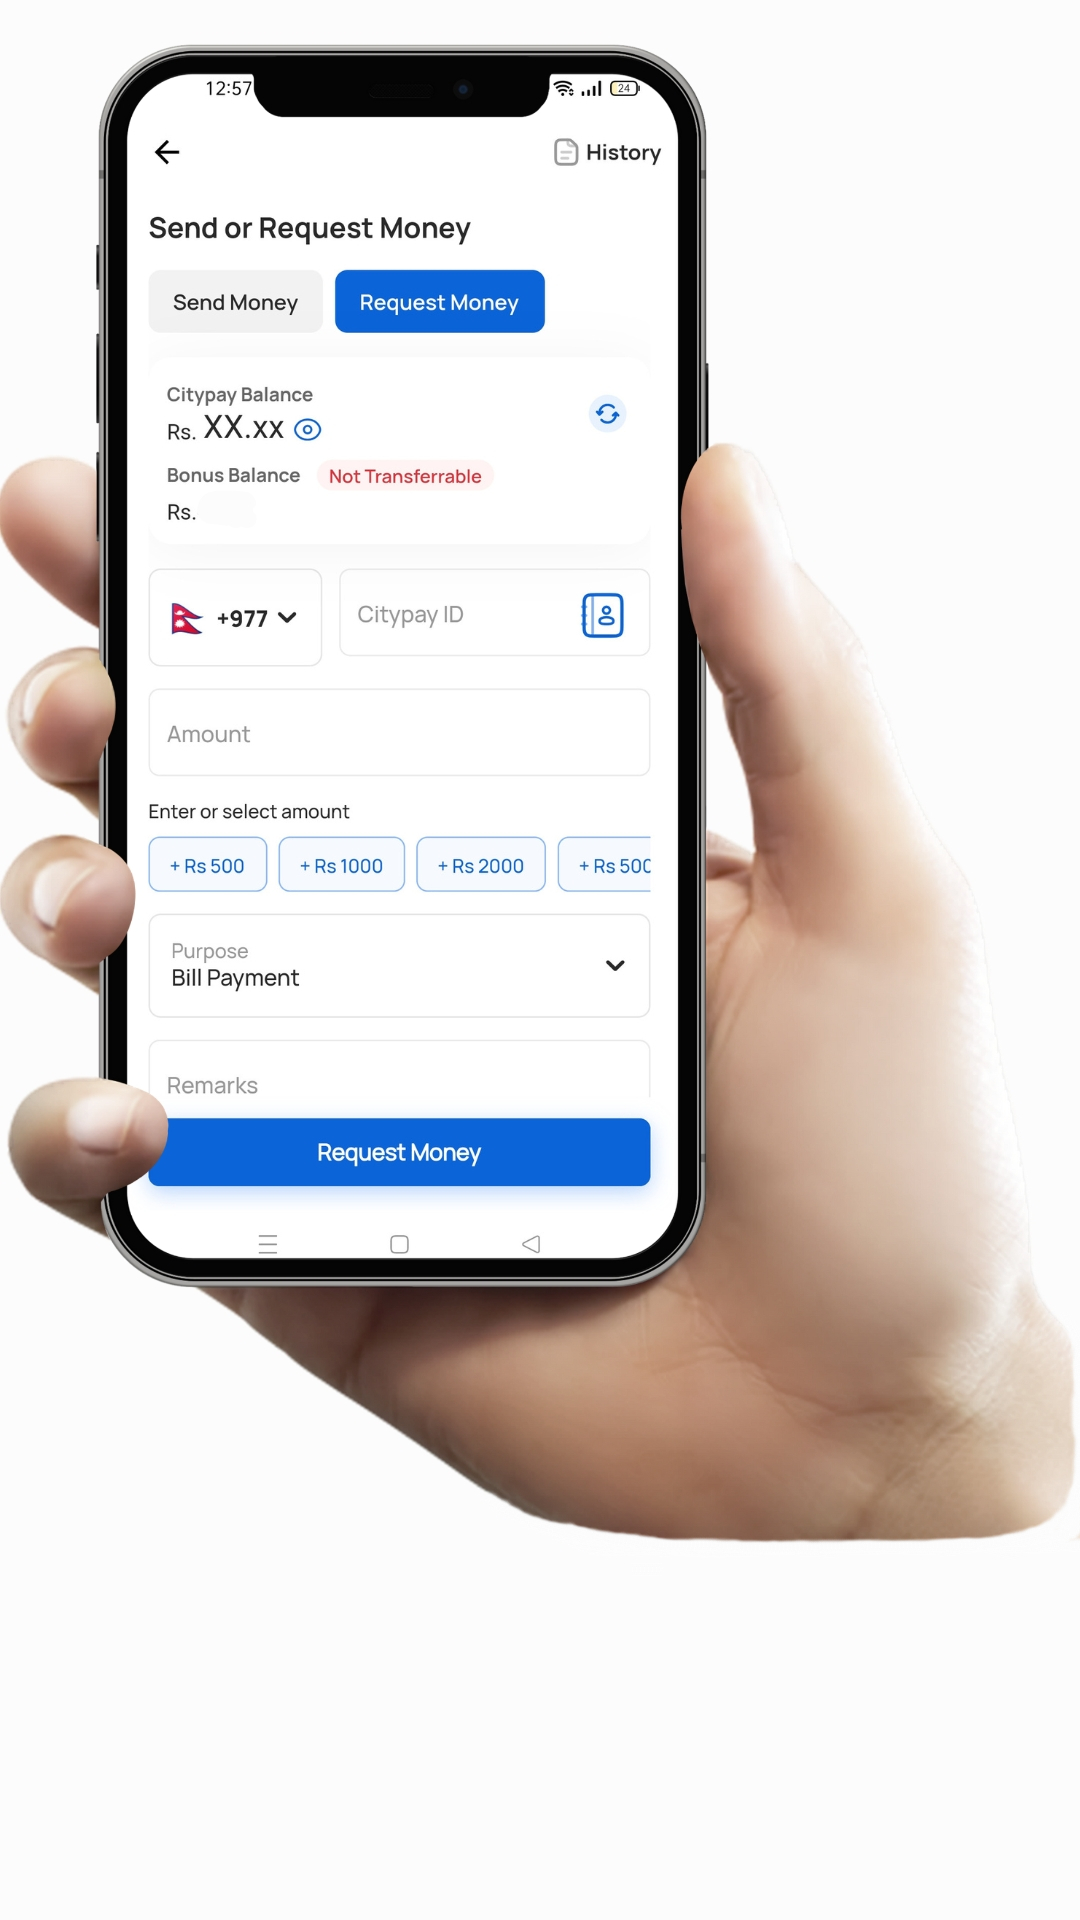 12:57
24
History
Send or Request Money
Send Money
Request Money
Citypay Balance
Rs. XX.xx
Bonus Balance Not Transferrable
Rs.
+977
Citypay ID
Amount
Enter or select amount
+ Rs 500
+ Rs 1000
+ Rs 2000
+ Rs 500
Purpose
Bill Payment
Remarks
Request Money